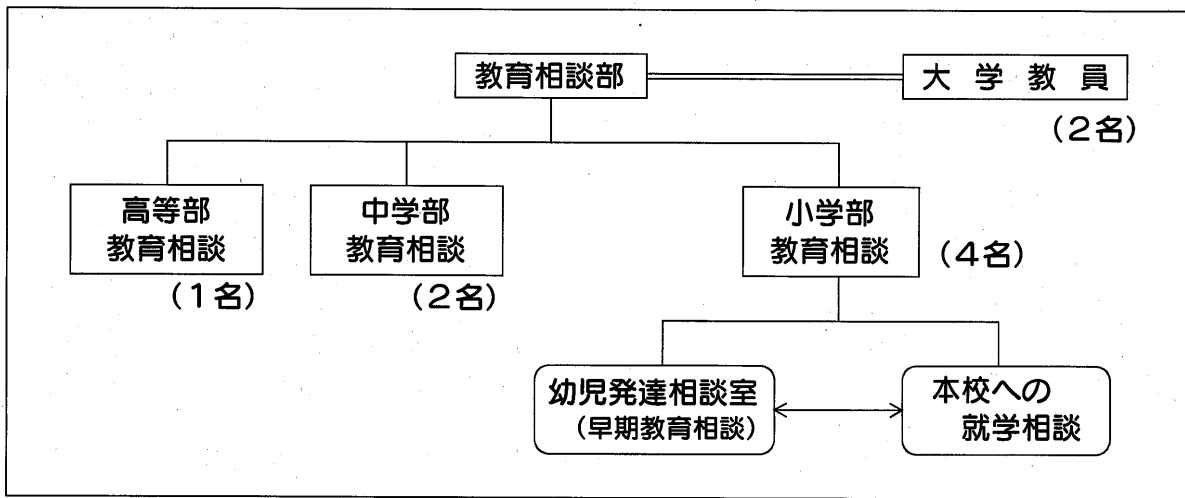 教育相談部
大学教員
(2名)
高等部
教育相談
(1名)
中学部
教育相談
(2名)
小学部
教育相談
(4名)
幼児発達相談室
(早期教育相談)
本校への
就学相談